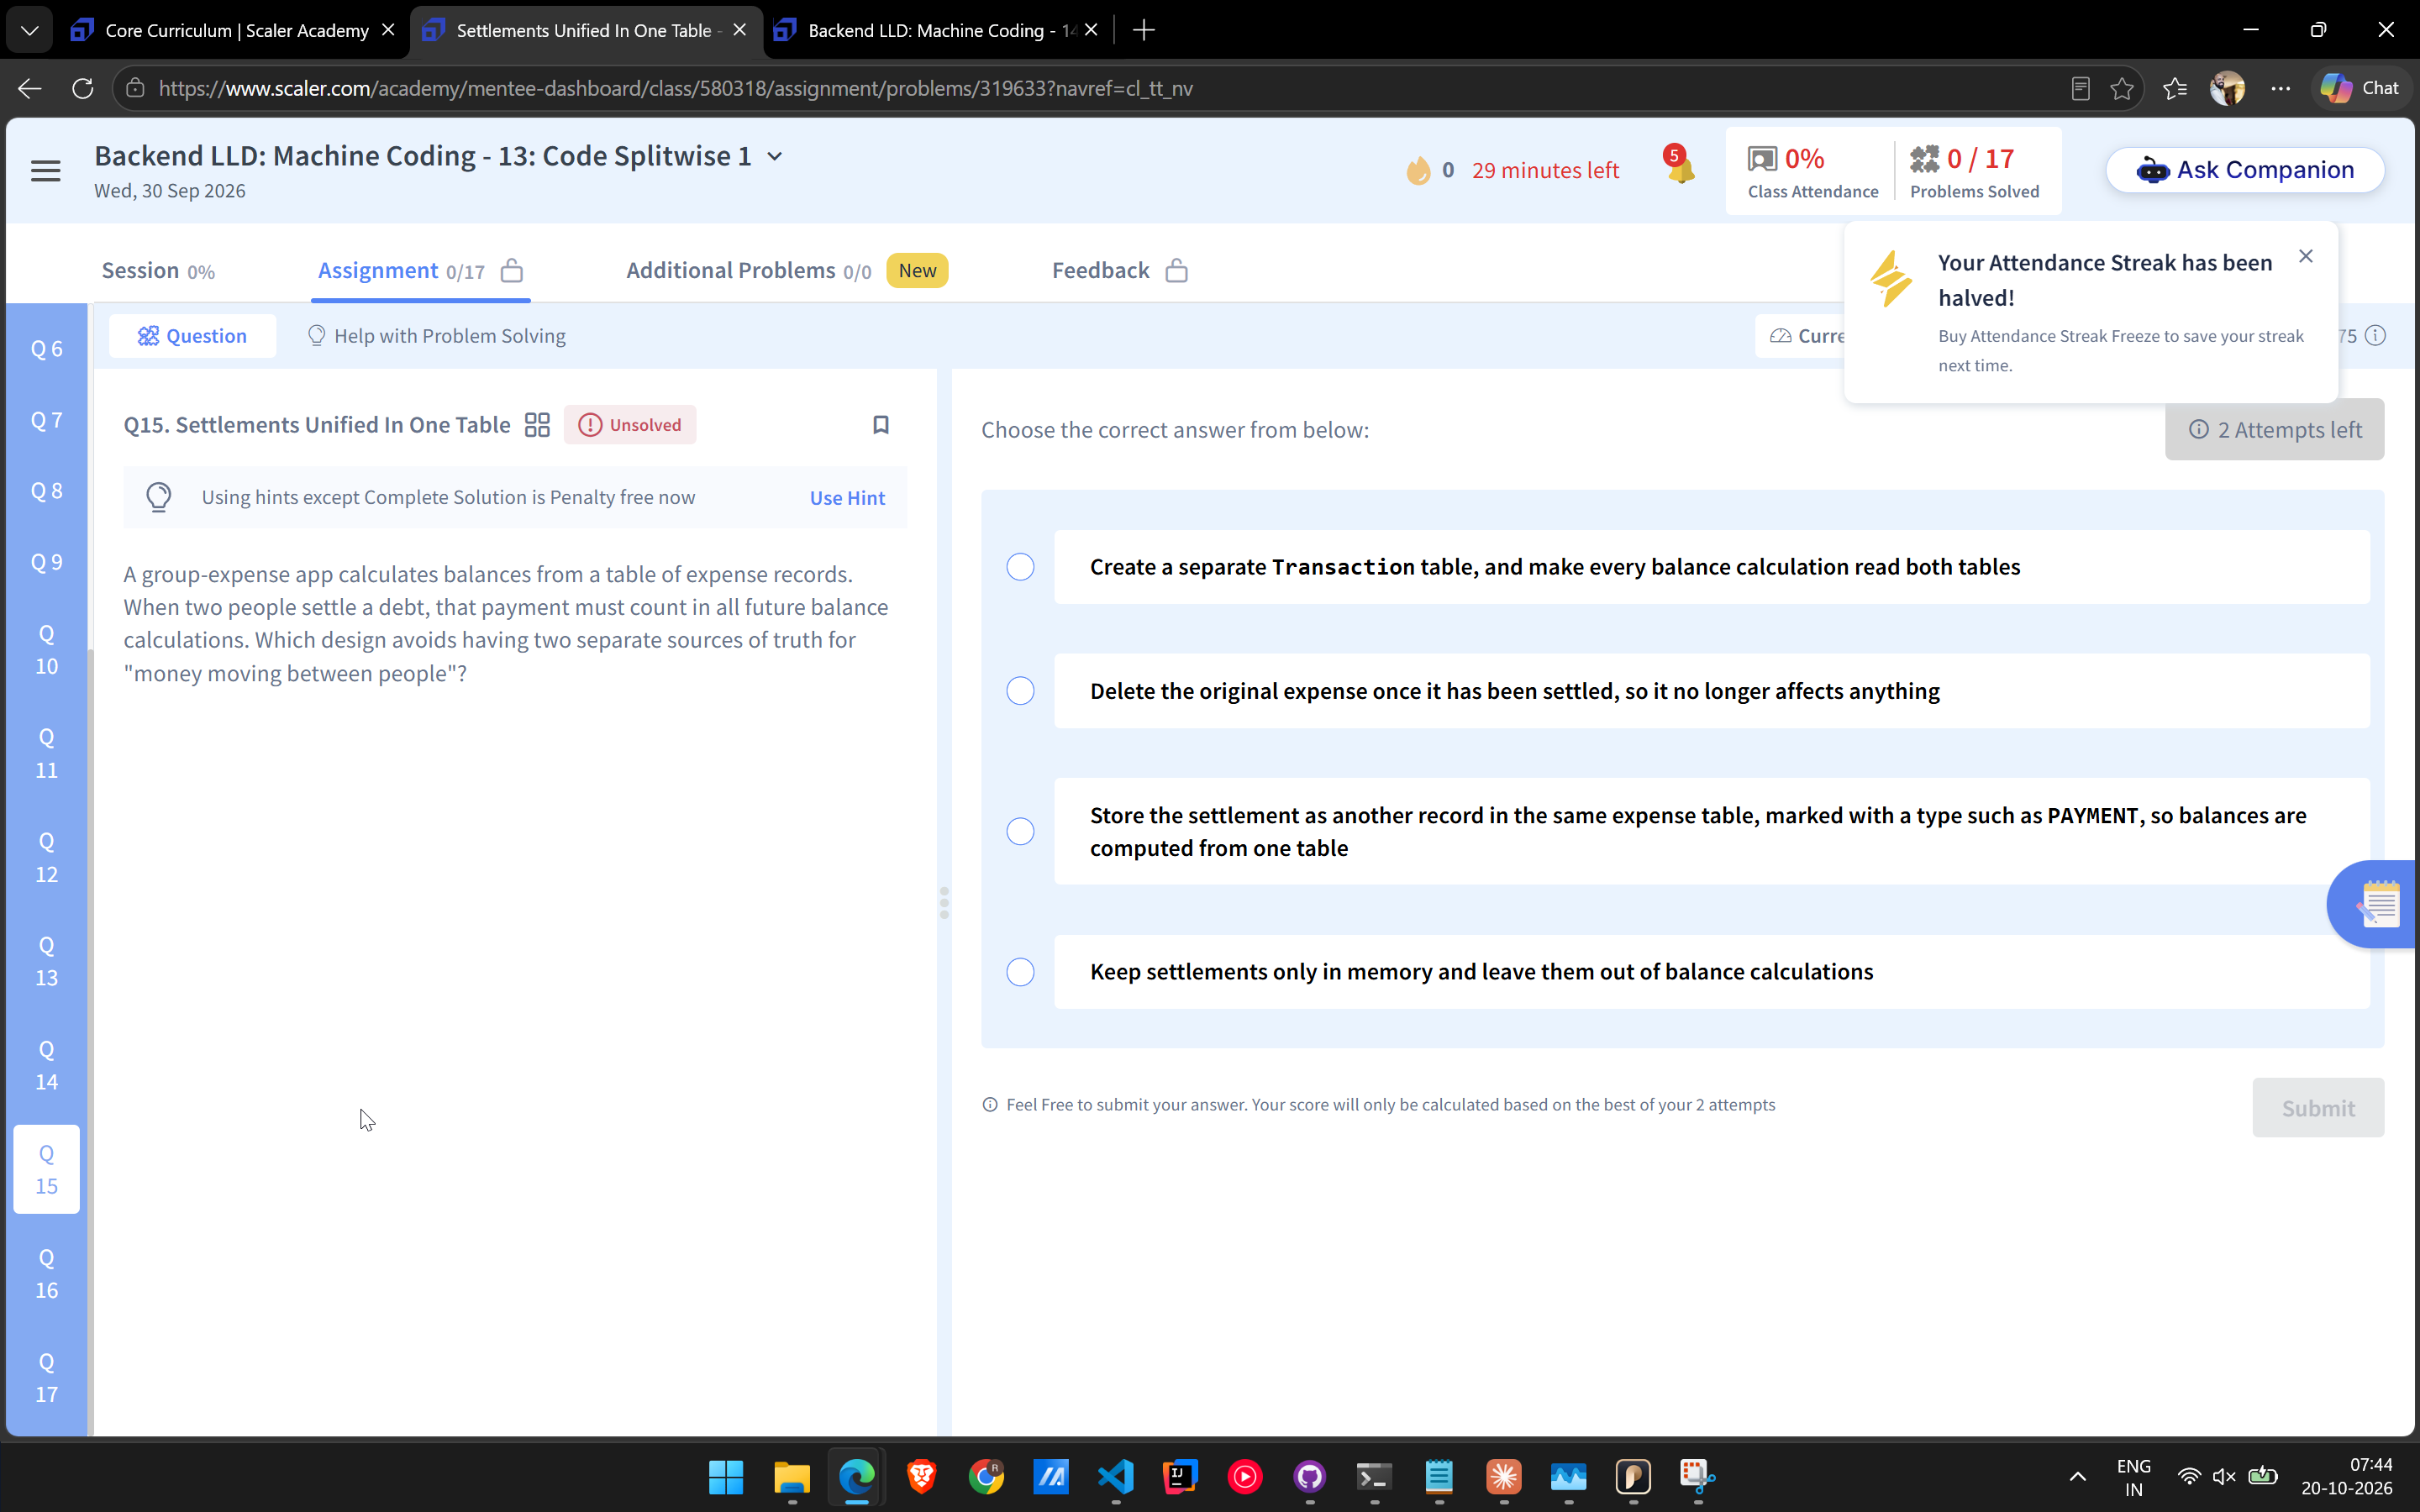 Core Curriculum | Scaler Academy
Settlements Unified In One Table -
Backend LLD: Machine Coding - 14
https://www.scaler.com/academy/mentee-dashboard/class/580318/assignment/problems/319633?navref=cl_tt_nv
Chat
Backend LLD: Machine Coding - 13: Code Splitwise 1
Wed, 30 Sep 2026
0 29 minutes left
5
0%
Class Attendance
0 / 17
Problems Solved
Ask Companion
Session 0%
Assignment 0/17
Additional Problems 0/0 New
Feedback
Your Attendance Streak has been
halved!
Buy Attendance Streak Freeze to save your streak
next time.
Question
Help with Problem Solving
Curre
75
Q 6
Q 7
Q 8
Q 9
Q
10
Q
11
Q
12
Q
13
Q
14
Q
15
Q
16
Q
17
Q15. Settlements Unified In One Table
Unsolved
Using hints except Complete Solution is Penalty free now
Use Hint
A group-expense app calculates balances from a table of expense records.
When two people settle a debt, that payment must count in all future balance
calculations. Which design avoids having two separate sources of truth for
"money moving between people"?
Choose the correct answer from below:
2 Attempts left
Create a separate Transaction table, and make every balance calculation read both tables
Delete the original expense once it has been settled, so it no longer affects anything
Store the settlement as another record in the same expense table, marked with a type such as PAYMENT, so balances are
computed from one table
Keep settlements only in memory and leave them out of balance calculations
Feel Free to submit your answer. Your score will only be calculated based on the best of your 2 attempts
Submit
R
IJ
ENG
IN
07:44
20-10-2026